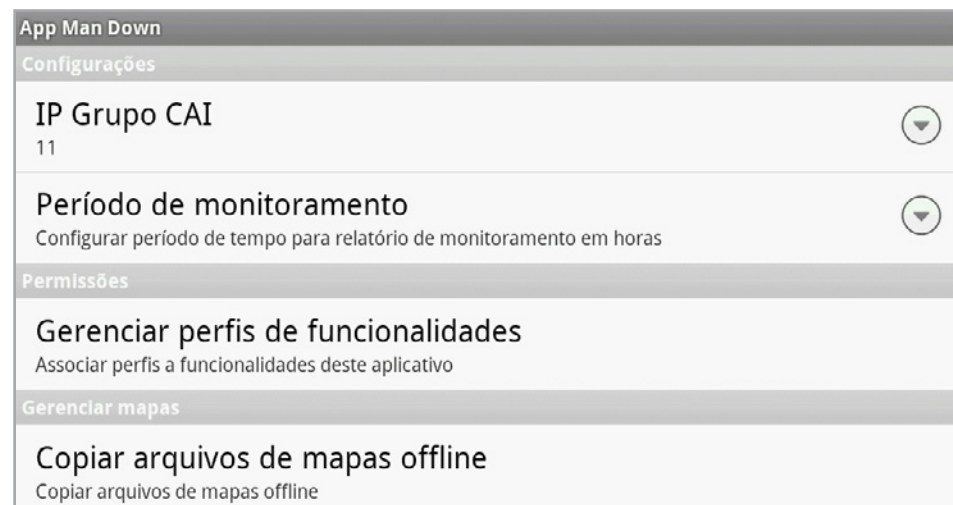 App Man Down
Configurações
IP Grupo CAI
11
Período de monitoramento
Configurar período de tempo para relatório de monitoramento em horas
Permissões
Gerenciar perfis de funcionalidades
Associar perfis a funcionalidades deste aplicativo
Gerenciar mapas
Copiar arquivos de mapas offline
Copiar arquivos de mapas offline